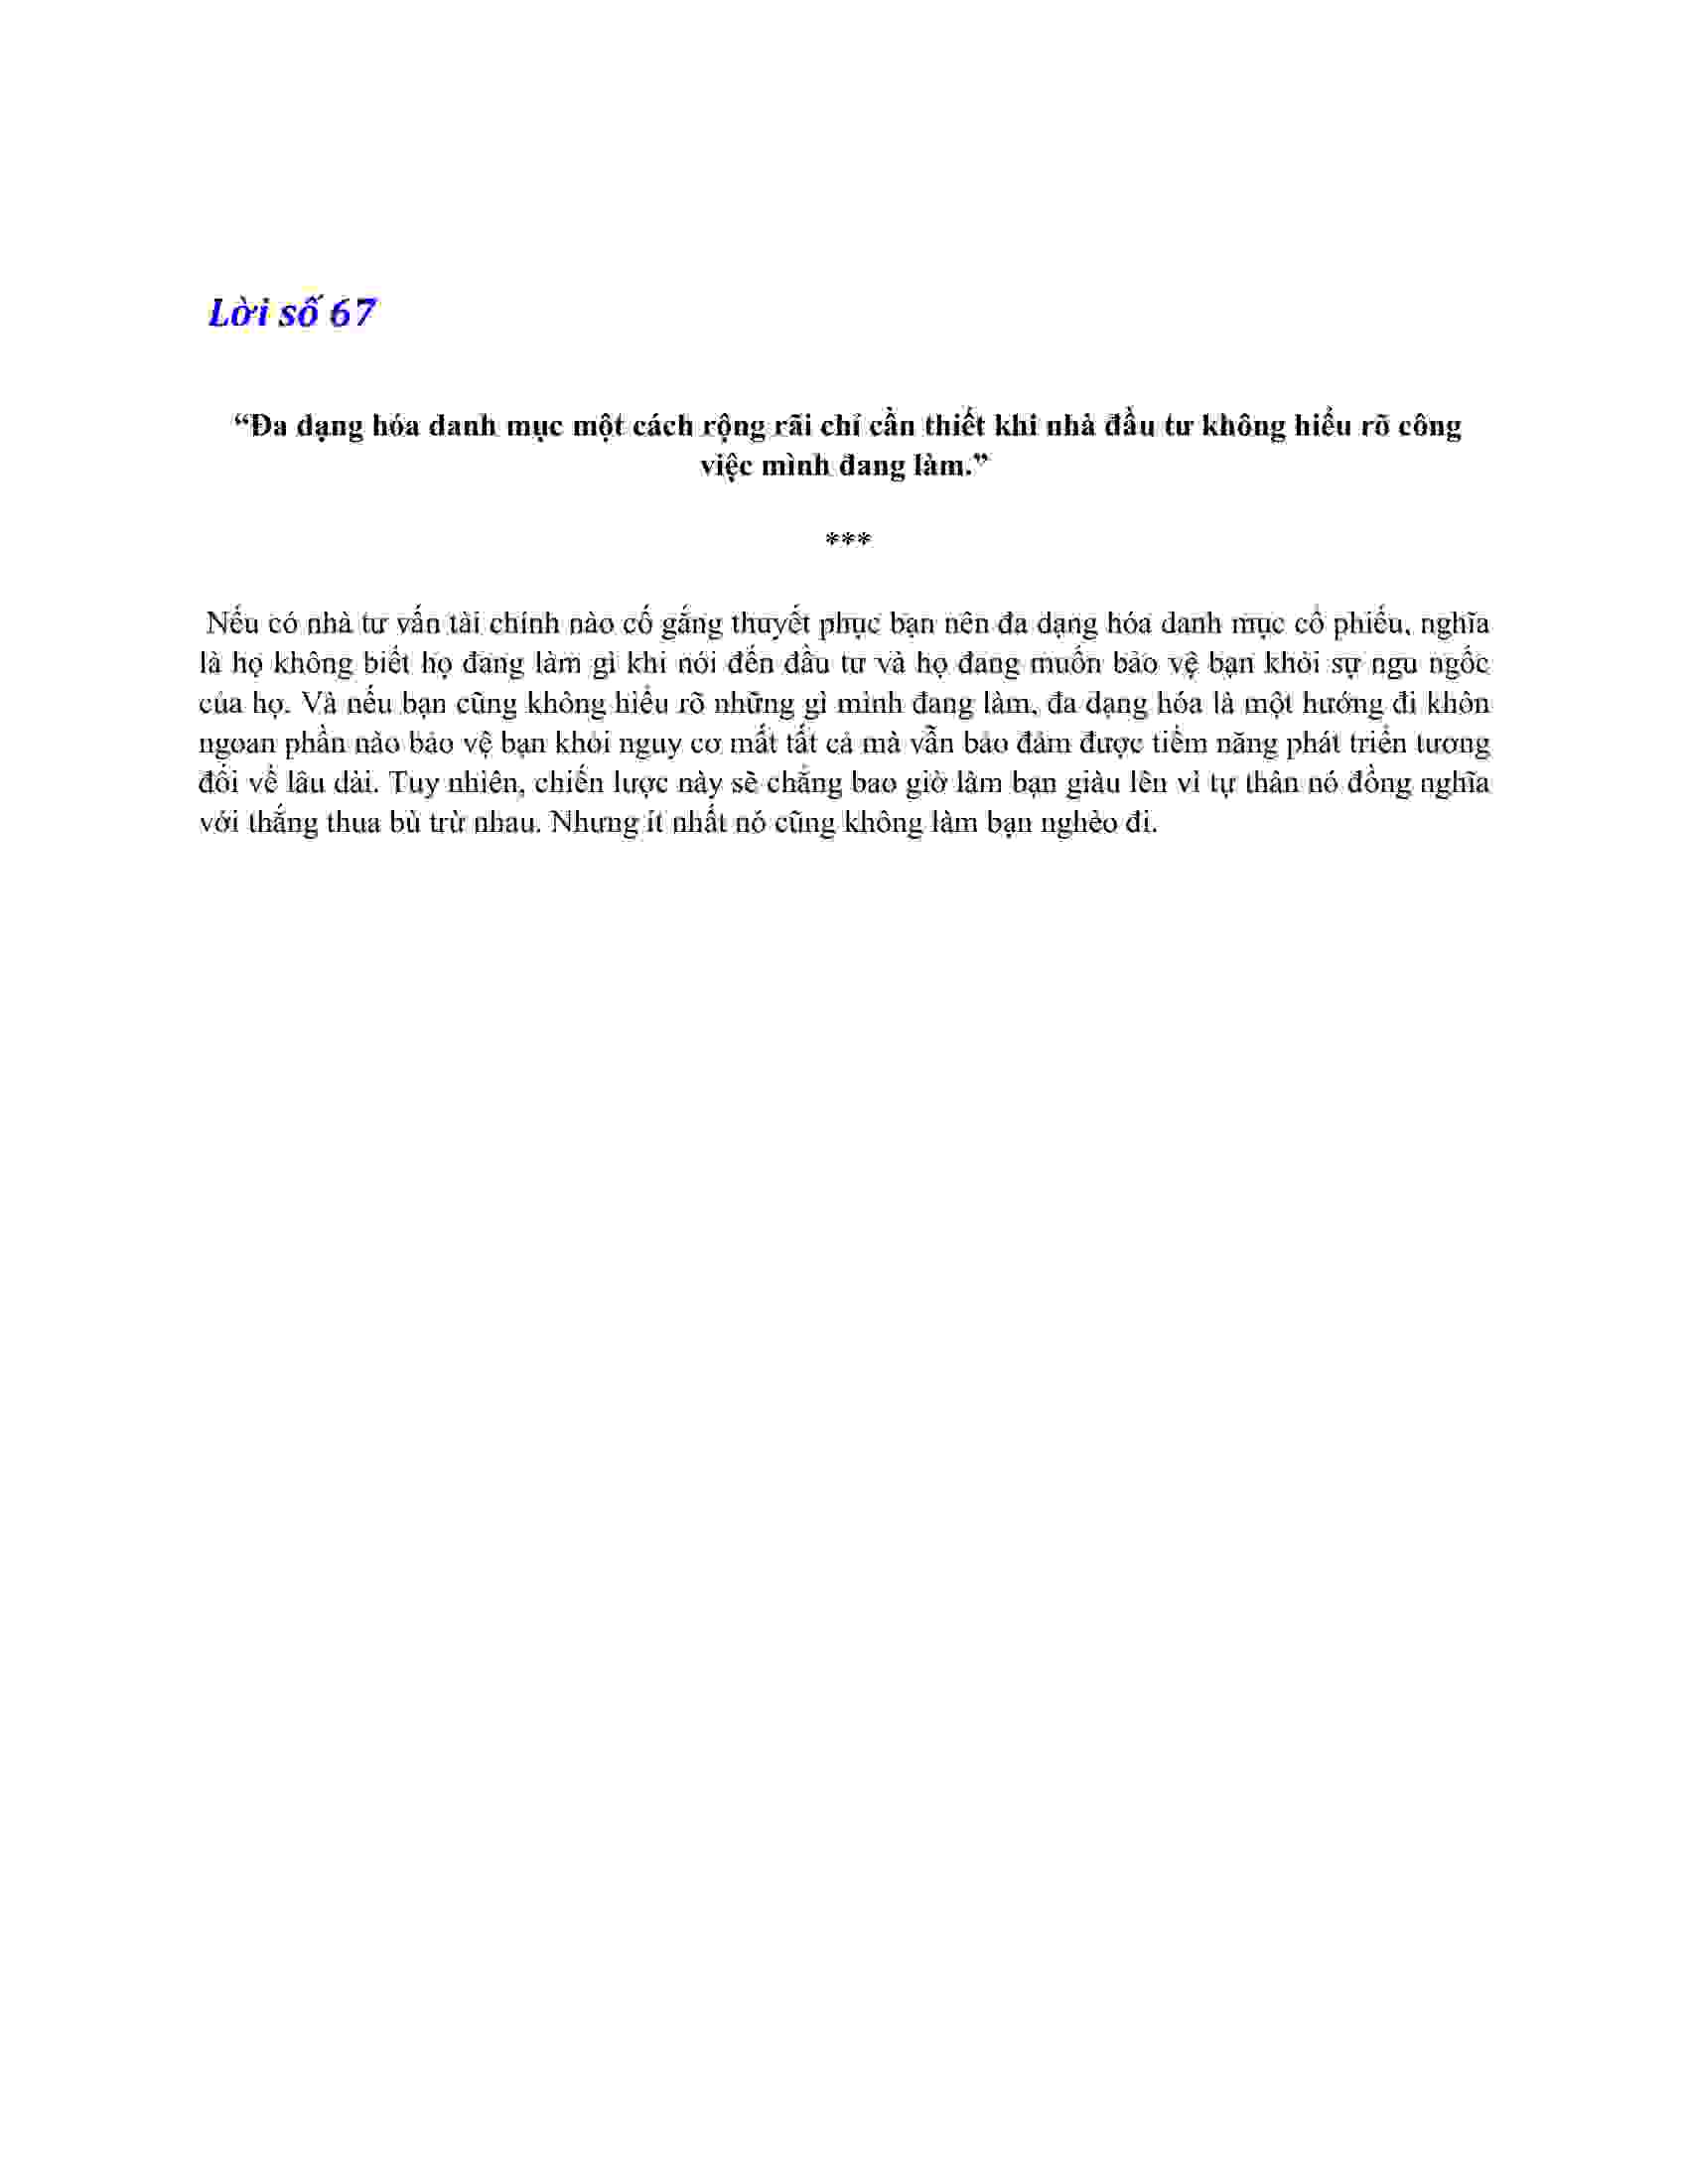 Lời số 67
“Đa dạng hóa danh mục một cách rộng rãi chỉ cần thiết khi nhà đầu tư không hiểu rõ công
việc mình đang làm.”
***
Nếu có nhà tư vấn tài chính nào cố gắng thuyết phục bạn nên đa dạng hóa danh mục cổ phiếu, nghĩa
là họ không biết họ đang làm gì khi nói đến đầu tư và họ đang muốn bảo vệ bạn khỏi sự ngu ngốc
của họ. Và nếu bạn cũng không hiểu rõ những gì mình đang làm, đa dạng hóa là một hướng đi khôn
ngoan phần nào bảo vệ bạn khỏi nguy cơ mất tất cả mà vẫn bảo đảm được tiềm năng phát triển tương
đối về lâu dài. Tuy nhiên, chiến lược này sẽ chẳng bao giờ làm bạn giàu lên vì tự thân nó đồng nghĩa
với thắng thua bù trừ nhau. Nhưng ít nhất nó cũng không làm bạn nghèo đi.